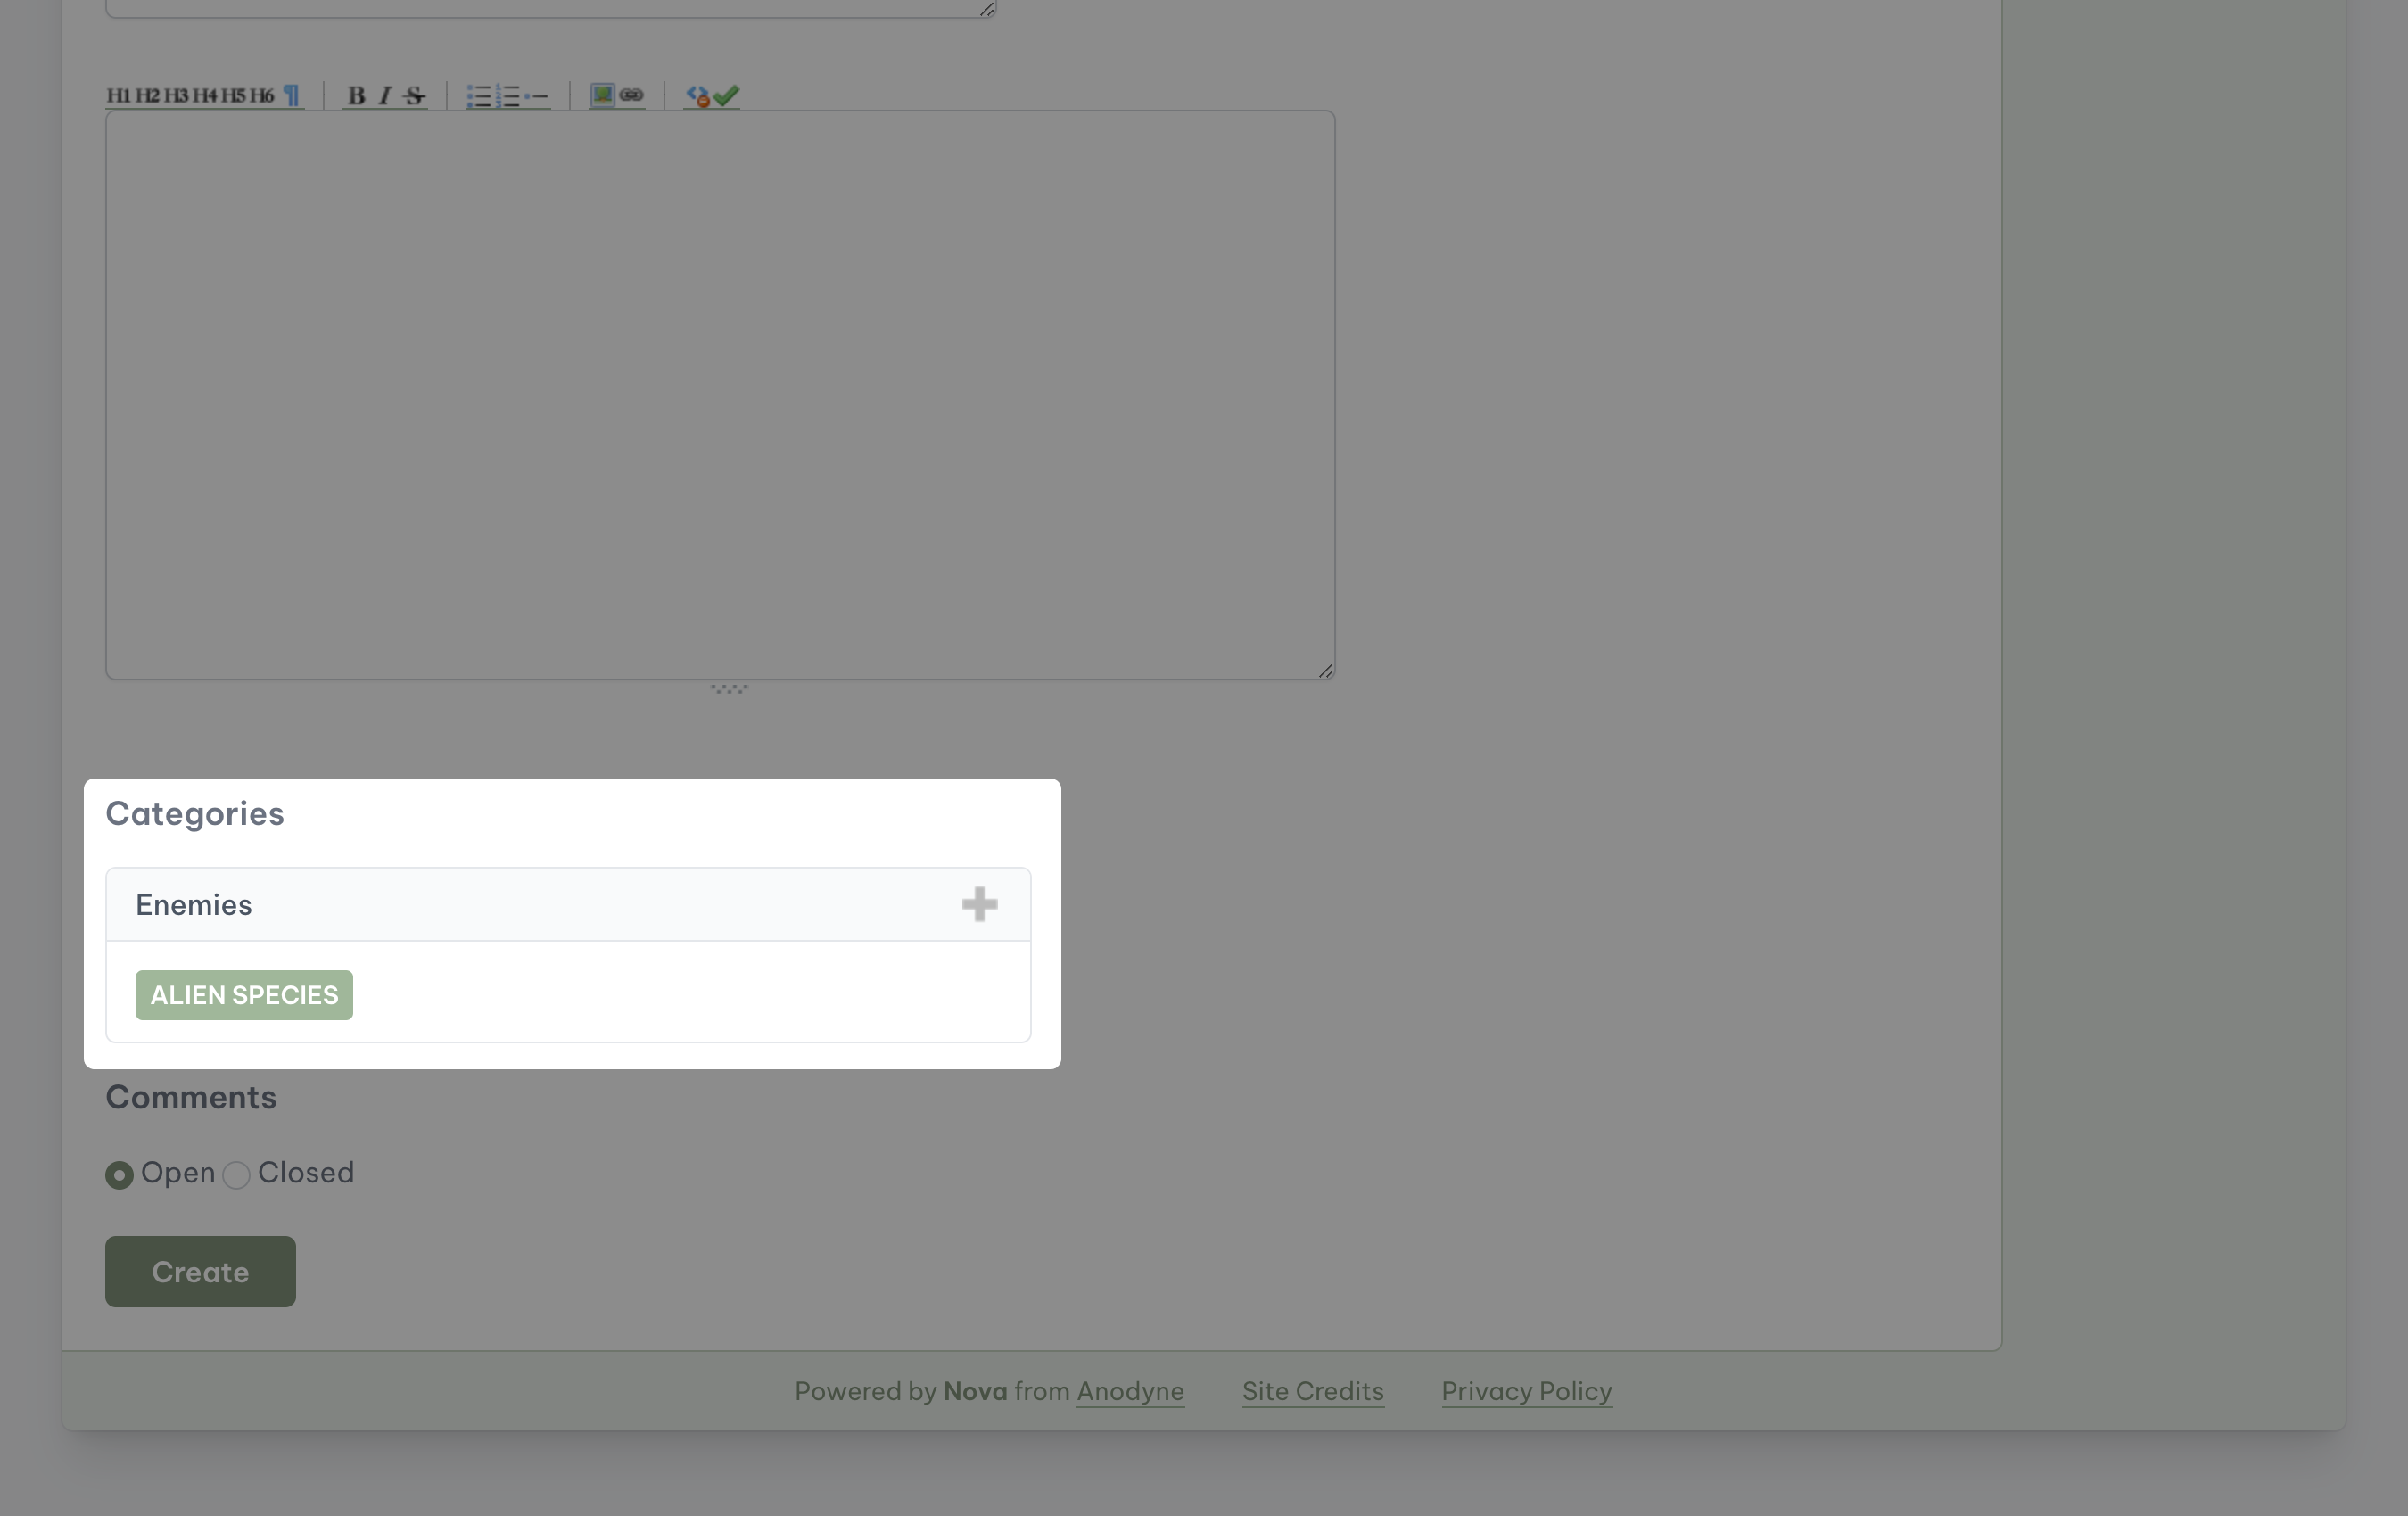 H1 H2 H3 H4 H5 H6 ¶ B I S
Categories
Enemies
ALIEN SPECIES
Comments
Open Closed
Create
Powered by Nova from Anodyne Site Credits Privacy Policy